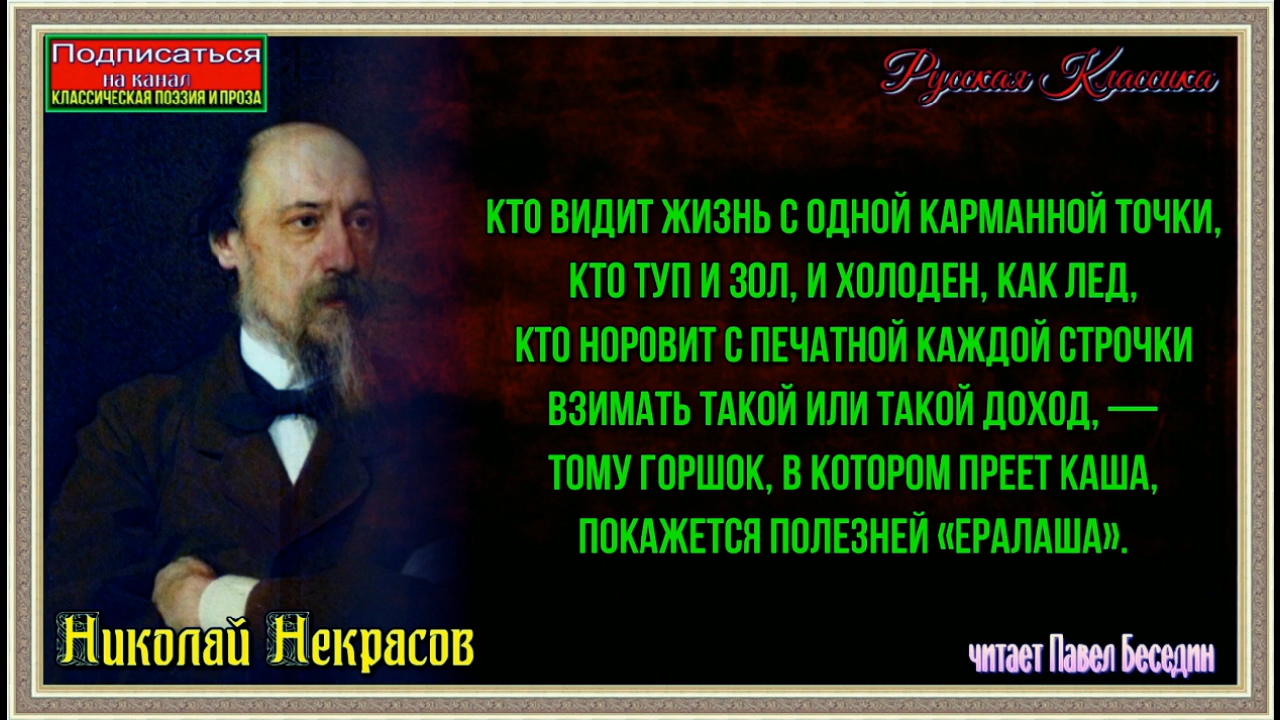 Подписаться
на канал
КЛАССИЧЕСКАЯ ПОЭЗИЯ И ПРОЗА
Русская Классика
КТО ВИДИТ ЖИЗНЬ С ОДНОЙ КАРМАННОЙ ТОЧКИ,
КТО ТУП И ЗОЛ, И ХОЛОДЕН, КАК ЛЕД,
КТО НОРОВИТ С ПЕЧАТНОЙ КАЖДОЙ СТРОЧКИ
ВЗИМАТЬ ТАКОЙ ИЛИ ТАКОЙ ДОХОД, —
ТОМУ ГОРШОК, В КОТОРОМ ПРЕЕТ КАША,
ПОКАЖЕТСЯ ПОЛЕЗНЕЙ «ЕРАЛАША».
Николай Некрасов
читает Павел Беседин